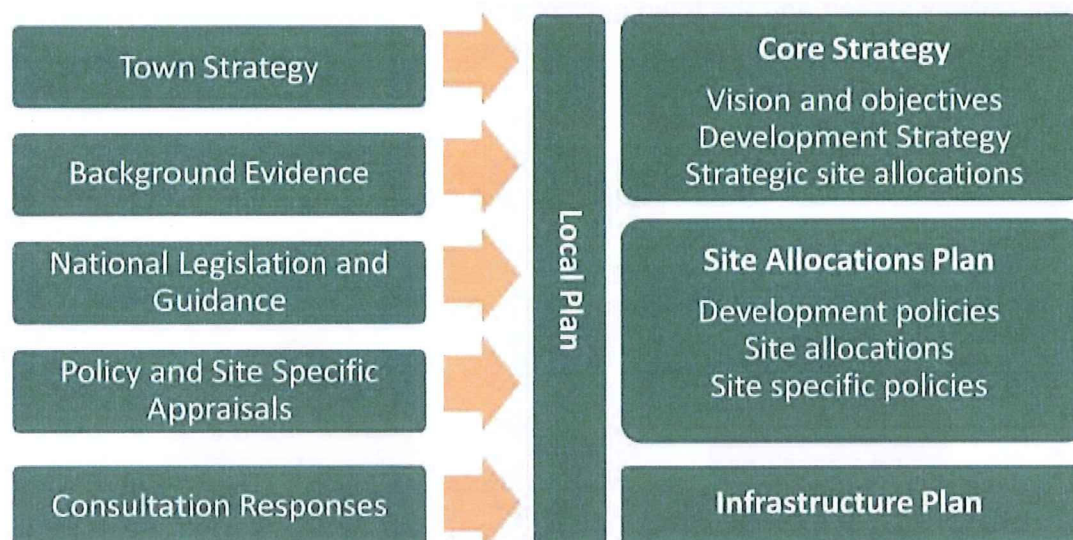 Town Strategy
Background Evidence
National Legislation and
Guidance
Policy and Site Specific
Appraisals
Consultation Responses
Local Plan
Core Strategy
Vision and objectives
Development Strategy
Strategic site allocations
Site Allocations Plan
Development policies
Site allocations
Site specific policies
Infrastructure Plan